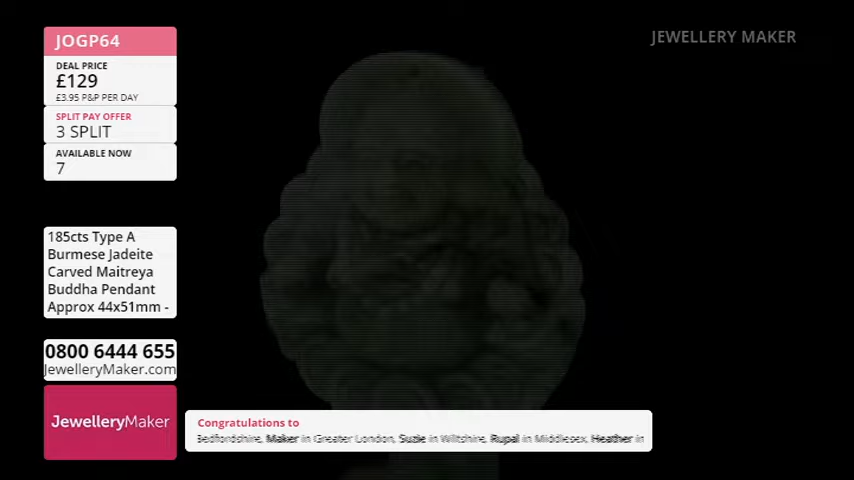 JOGP64
JEWELLERY MAKER
DEAL PRICE
£129
£3.95 P&P PER DAY
SPLIT PAY OFFER
3 SPLIT
AVAILABLE NOW
7
185cts Type A
Burmese Jadeite
Carved Maitreya
Buddha Pendant
Approx 44x51mm -
0800 6444 655
JewelleryMaker.com
JewelleryMaker
Congratulations to
Bedfordshire, Maker in Greater London, Suzie in Wiltshire, Rupal in Middlesex, Heather in